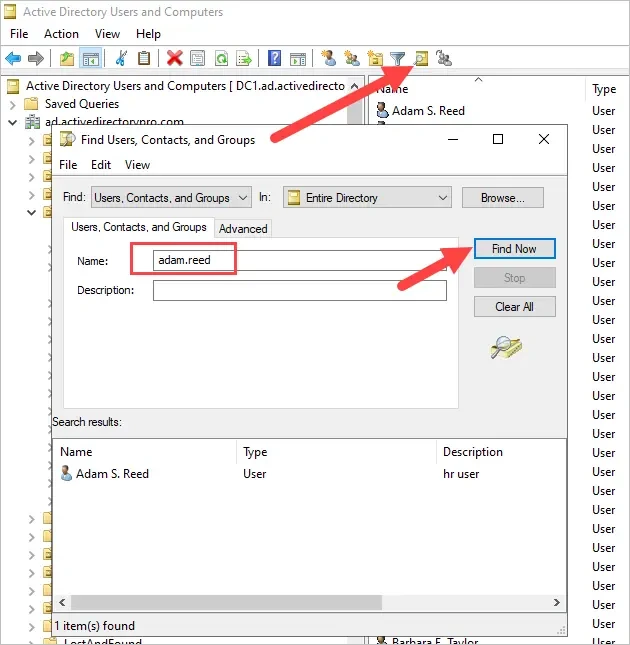 Active Directory Users and Computers
File Action View Help
Active Directory Users and Computers [ DC1.ad.activedirecto
Name Type
Saved Queries
Adam S. Reed User
ad.activedirectorypro.com
User
Find Users, Contacts, and Groups
User
File Edit View
User
Find: Users, Contacts, and Groups In: Entire Directory Browse...
User
Users, Contacts, and Groups Advanced
User
Name: adam.reed Find Now
User
Stop
User
Description:
User
Clear All
User
User
User
User
User
Search results:
User
User
Name Type Description
User
Adam S. Reed User hr user
User
User
User
User
User
User
User
User
1 item(s) found
User
LostAndFound
Barbara E. Taylor User